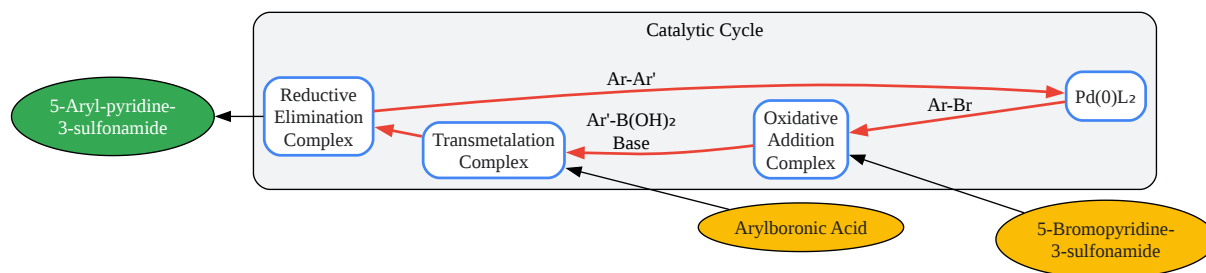 Catalytic Cycle
5-Aryl-pyridine-
3-sulfonamide
Reductive
Elimination
Complex
Ar-Ar'
Pd(0)L₂
Ar-Br
Oxidative
Addition
Complex
Ar'-B(OH)₂
Base
Transmetalation
Complex
Arylboronic Acid
5-Bromopyridine-
3-sulfonamide